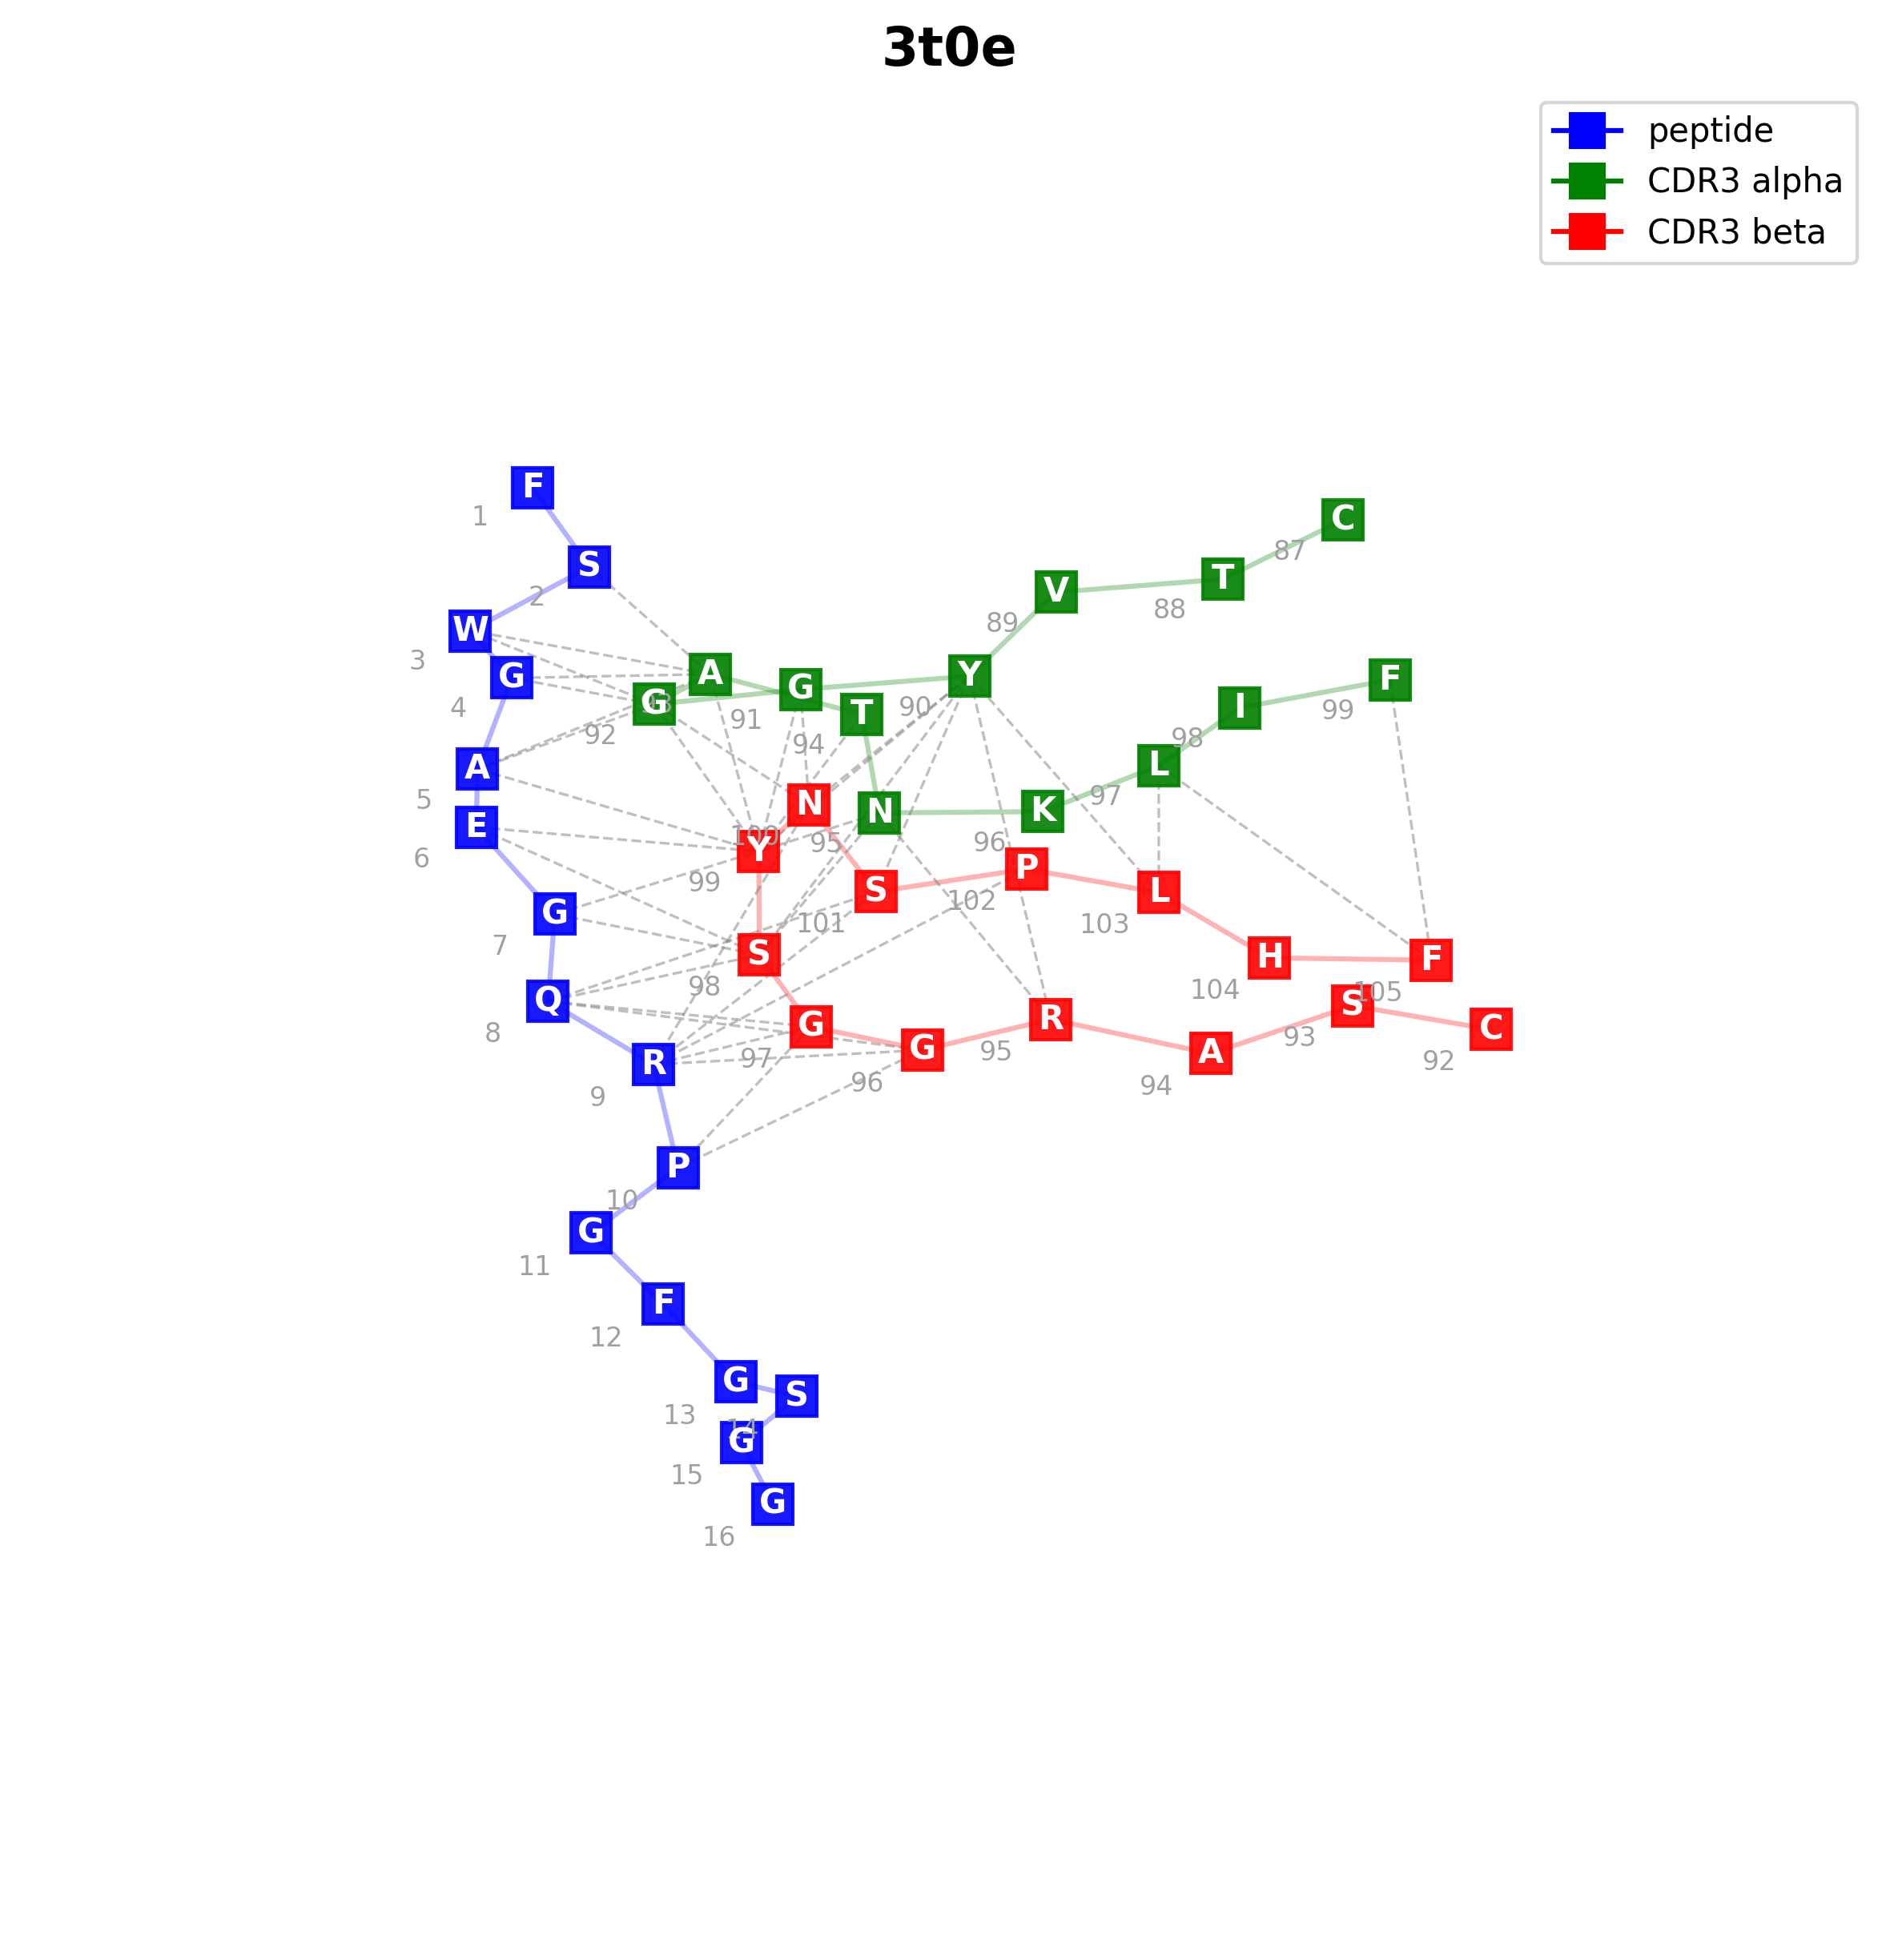 3t0e
peptide
CDR3 alpha
CDR3 beta
F
1
S
2
W
3
G
4
A
5
E
6
G
7
Q
8
R
9
P
10
G
11
F
12
G
13
S
14
G
15
G
16
C
87
T
88
V
89
Y
90
G
91
G
92
A
93
T
94
N
95
K
96
L
97
I
98
F
99
C
92
S
93
A
94
R
95
G
96
G
97
S
98
Y
99
N
100
S
101
P
102
L
103
H
104
F
105